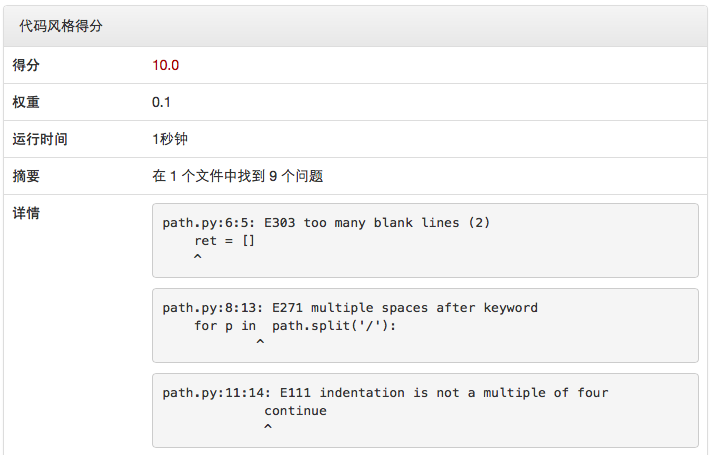 代码风格得分
得分 10.0
权重 0.1
运行时间 1秒钟
摘要 在 1 个文件中找到 9 个问题
详情
path.py:6:5: E303 too many blank lines (2)
    ret = []
    ^
path.py:8:13: E271 multiple spaces after keyword
    for p in  path.split('/'):
            ^
path.py:11:14: E111 indentation is not a multiple of four
             continue
             ^